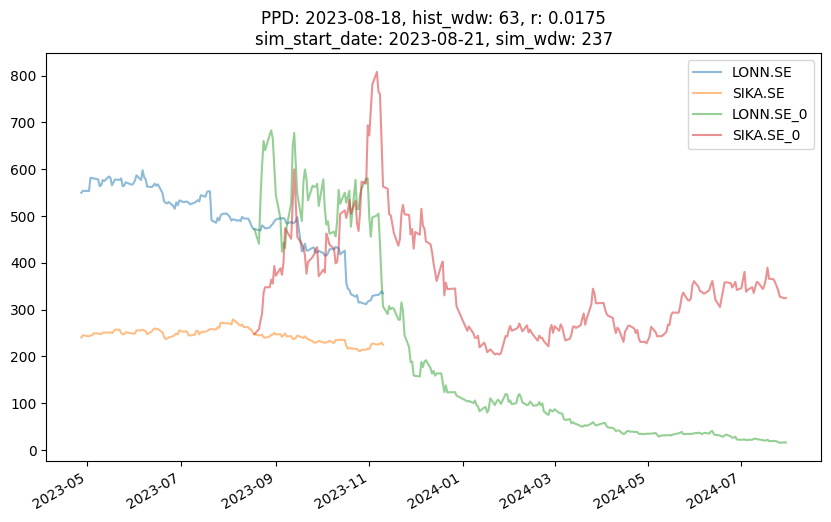 PPD: 2023-08-18, hist_wdw: 63, r: 0.0175
sim_start_date: 2023-08-21, sim_wdw: 237
LONN.SE
SIKA.SE
LONN.SE_0
SIKA.SE_0
800
700
600
500
400
300
200
100
0
2023-05
2023-07
2023-09
2023-11
2024-01
2024-03
2024-05
2024-07